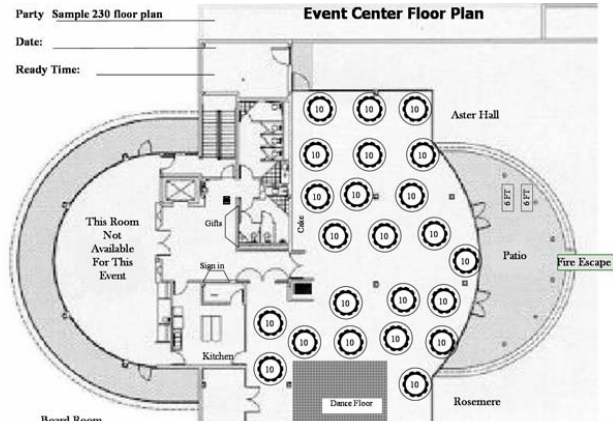 Party Sample 230 floor plan
Event Center Floor Plan
Date:
Ready Time:
10 10 10
Aster Hall
10 10 10
10 10 10
6 FT
6 FT
This Room
Not
Available
For This
Event
Gifts
Cake
10 10 10
Patio
Fire Escape
10
Sign in
10 10 10
10
10 10 10 10
Kitchen
10
10
Dance Floor
Rosemere
Board Room